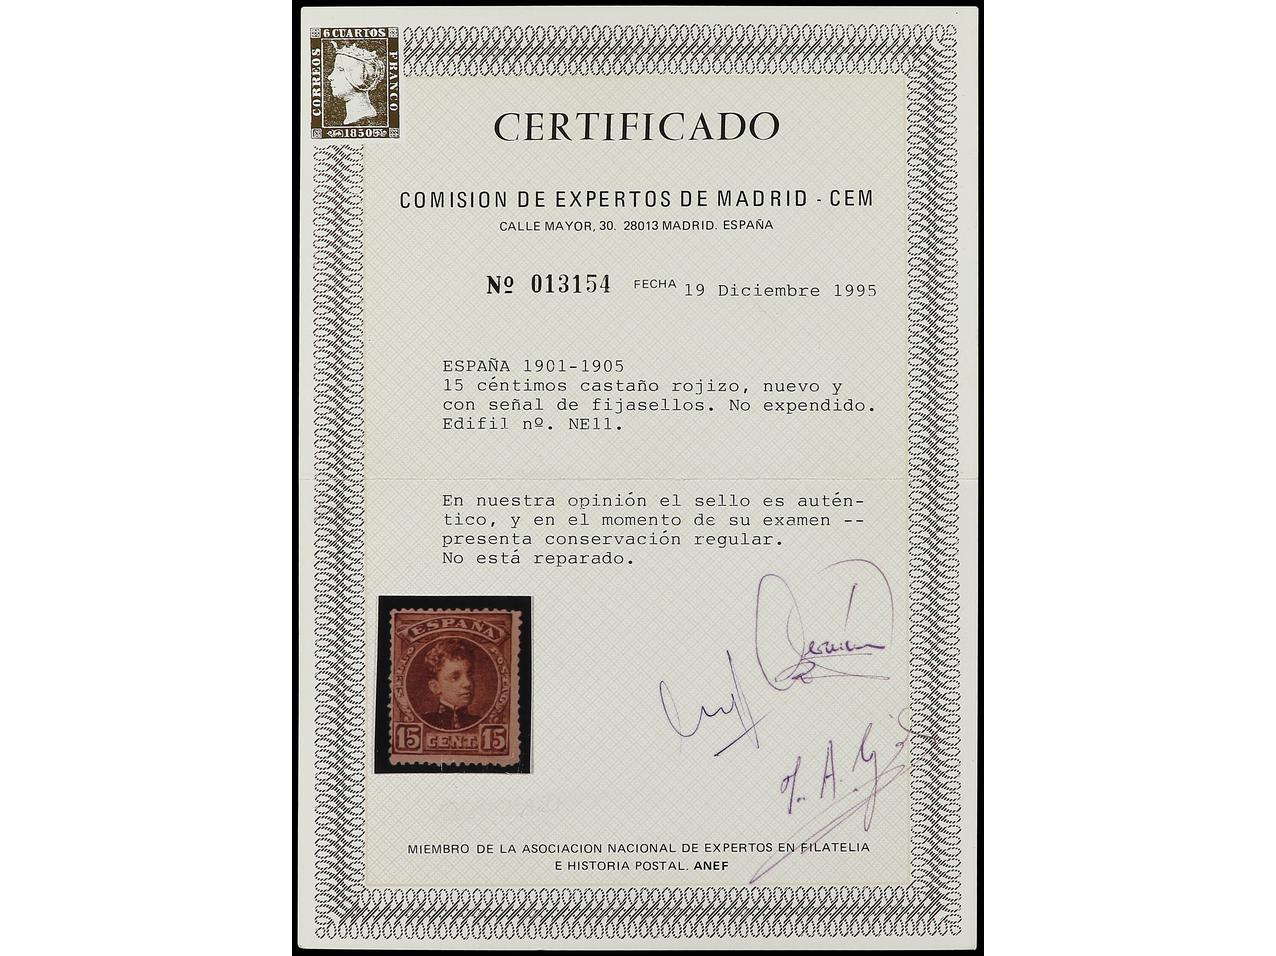 6 CUARTOS
CORREOS
FRANCO
1850
CERTIFICADO
COMISION DE EXPERTOS DE MADRID - CEM
CALLE MAYOR, 30. 28013 MADRID. ESPAÑA
Nº 013154 FECHA 19 Diciembre 1995
ESPAÑA 1901-1905
15 céntimos castaño rojizo, nuevo y
con señal de fijasellos. No expendido.
Edifil nº. NE11.
En nuestra opinión el sello es autén-
tico, y en el momento de su examen --
presenta conservación regular.
No está reparado.
ESPAÑA
15 CENT. 15
MIEMBRO DE LA ASOCIACION NACIONAL DE EXPERTOS EN FILATELIA
E HISTORIA POSTAL. ANEF